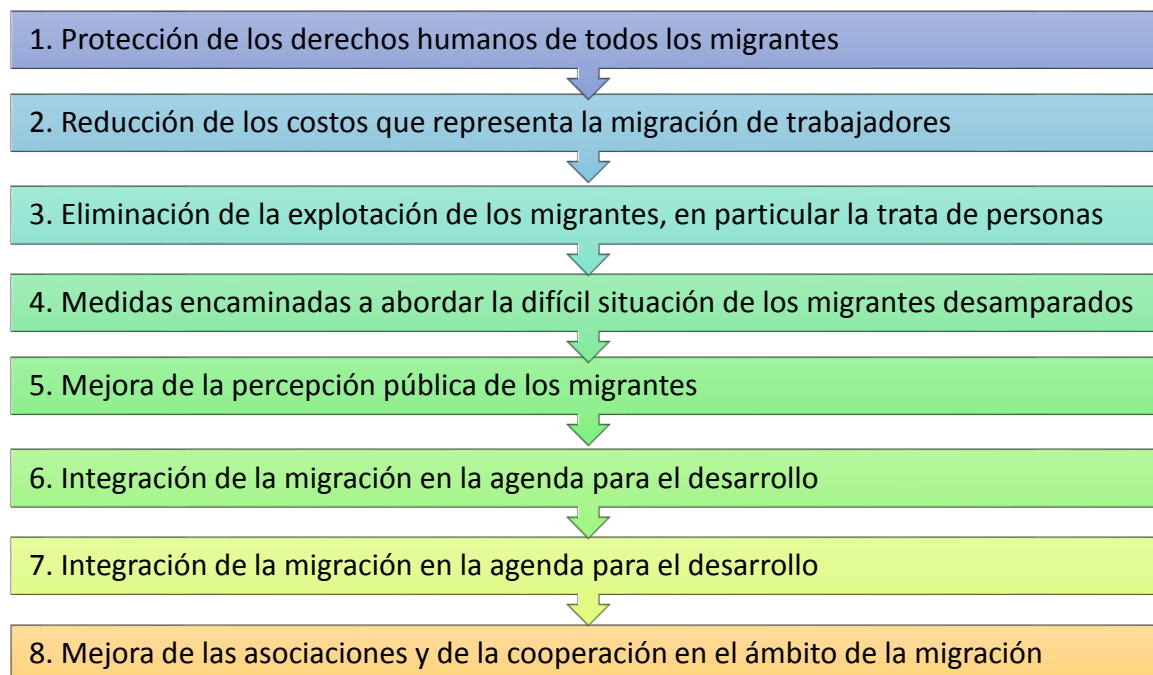 1. Protección de los derechos humanos de todos los migrantes
2. Reducción de los costos que representa la migración de trabajadores
3. Eliminación de la explotación de los migrantes, en particular la trata de personas
4. Medidas encaminadas a abordar la difícil situación de los migrantes desamparados
5. Mejora de la percepción pública de los migrantes
6. Integración de la migración en la agenda para el desarrollo
7. Integración de la migración en la agenda para el desarrollo
8. Mejora de las asociaciones y de la cooperación en el ámbito de la migración